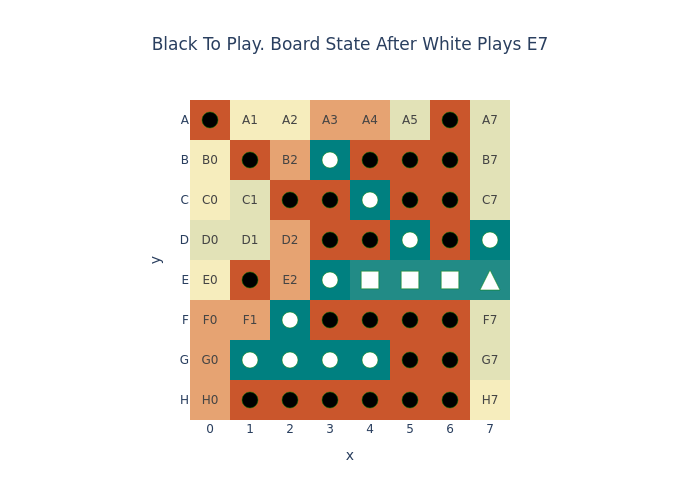 Black To Play. Board State After White Plays E7
A A1 A2 A3 A4 A5 A7
B B0 B2 B7
C C0 C1 C7
D D0 D1 D2
E E0 E2
F F0 F1 F7
G G0 G7
H H0 H7
0 1 2 3 4 5 6 7
x
y